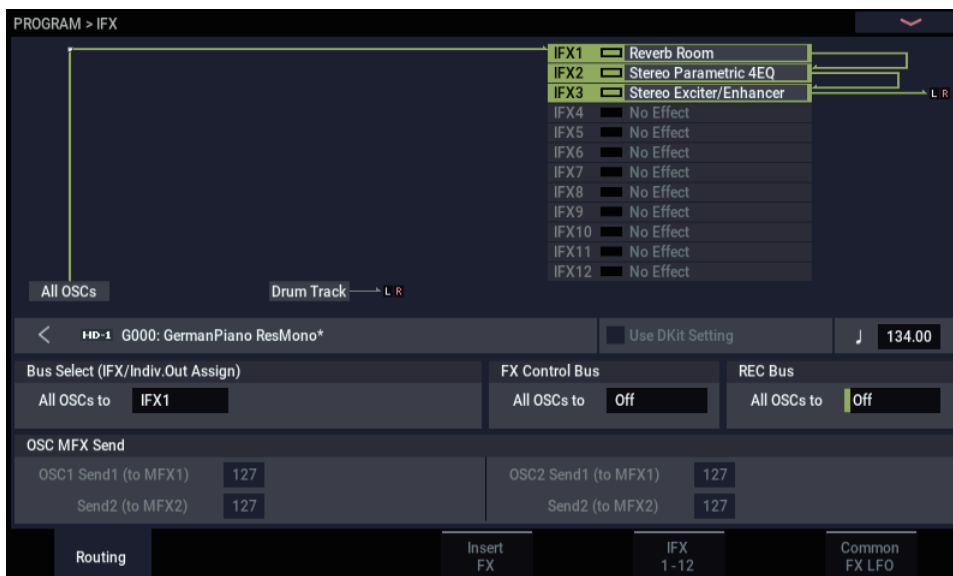 PROGRAM > IFX
IFX1 Reverb Room
IFX2 Stereo Parametric 4EQ
IFX3 Stereo Exciter/Enhancer L R
IFX4 No Effect
IFX5 No Effect
IFX6 No Effect
IFX7 No Effect
IFX8 No Effect
IFX9 No Effect
IFX10 No Effect
IFX11 No Effect
IFX12 No Effect
All OSCs Drum Track L R
HD-1 G000: GermanPiano ResMono* Use DKit Setting ♩ 134.00
Bus Select (IFX/Indiv.Out Assign) FX Control Bus REC Bus
All OSCs to IFX1 All OSCs to Off All OSCs to Off
OSC MFX Send
OSC1 Send1 (to MFX1) 127 OSC2 Send1 (to MFX1) 127
Send2 (to MFX2) 127 Send2 (to MFX2) 127
Routing Insert FX IFX 1-12 Common FX LFO